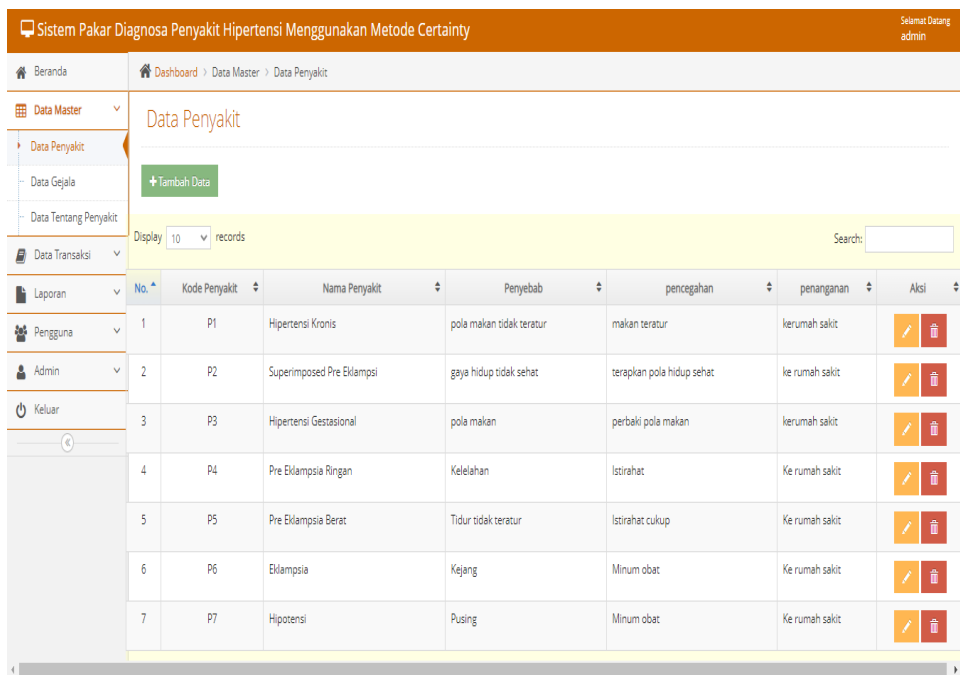 Sistem Pakar Diagnosa Penyakit Hipertensi Menggunakan Metode Certainty
Selamat Datang
admin
Beranda
Dashboard > Data Master > Data Penyakit
Data Master
Data Penyakit
Data Gejala
Data Tentang Penyakit
Data Transaksi
Laporan
Pengguna
Admin
Keluar
Data Penyakit
+Tambah Data
Display 10 records
Search:
No. Kode Penyakit Nama Penyakit Penyebab pencegahan penanganan Aksi
1 P1 Hipertensi Kronis pola makan tidak teratur makan teratur kerumah sakit
2 P2 Superimposed Pre Eklampsi gaya hidup tidak sehat terapkan pola hidup sehat ke rumah sakit
3 P3 Hipertensi Gestasional pola makan perbaki pola makan kerumah sakit
4 P4 Pre Eklampsia Ringan Kelelahan Istirahat Ke rumah sakit
5 P5 Pre Eklampsia Berat Tidur tidak teratur Istirahat cukup Ke rumah sakit
6 P6 Eklampsia Kejang Minum obat Ke rumah sakit
7 P7 Hipotensi Pusing Minum obat Ke rumah sakit